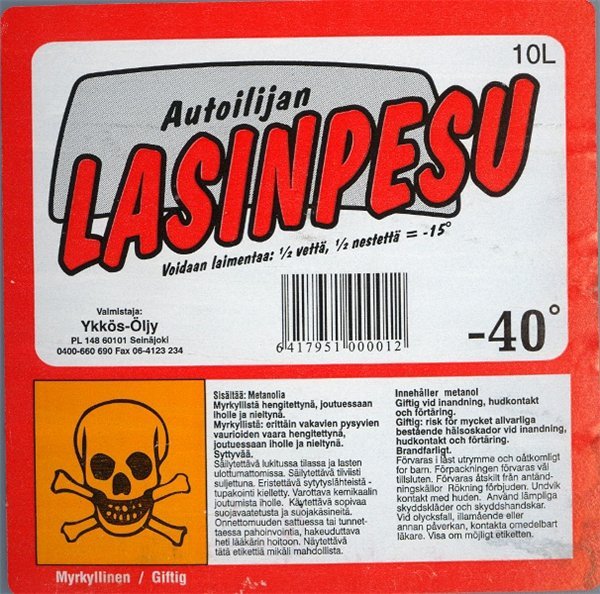 10L
Autoilijan
LASINPESU
Voidaan laimentaa: ½ vettä, ½ nestettä = -15°
Valmistaja:
Ykkös-Öljy
PL 148 60101 Seinäjoki
0400-660 690 Fax 06-4123 234
6 417951 000012
-40°
Sisältää: Metanolia
Myrkyllistä hengitettynä, joutuessaan
iholle ja nieltynä.
Myrkyllistä: erittäin vakavien pysyvien
vaurioiden vaara hengitettynä,
joutuessaan iholle ja nieltynä.
Syttyvää.
Säilytettävä lukitussa tilassa ja lasten
ulottumattomissa. Säilytettävä tiiviisti
suljettuna. Eristettävä sytytyslähteistä -
tupakointi kielletty. Varottava kemikaalin
joutumista iholle. Käytettävä sopivaa
suojavaatetusta ja suojakäsineitä.
Onnettomuuden sattuessa tai tunnet-
taessa pahoinvointia, hakeuduttava
heti lääkärin hoitoon. Näytettävä
tätä etikettiä mikäli mahdollista.
Innehåller metanol
Giftig vid inandning, hudkontakt
och förtäring.
Giftig: risk för mycket allvarliga
bestående hälsoskador vid inandning,
hudkontakt och förtäring.
Brandfarligt.
Förvaras i låst utrymme och oåtkomligt
for barn. Förpackningen förvaras väl
tillsluten. Förvaras åtskilt från antänd-
ningskällor Rökning förbjuden. Undvik
kontakt med huden. Använd lämpliga
skyddskläder och skyddshandskar.
Vid olycksfall, illamående eller
annan påverkan, kontakta omedelbart
läkare. Visa om möjligt etiketten.
Myrkyllinen / Giftig